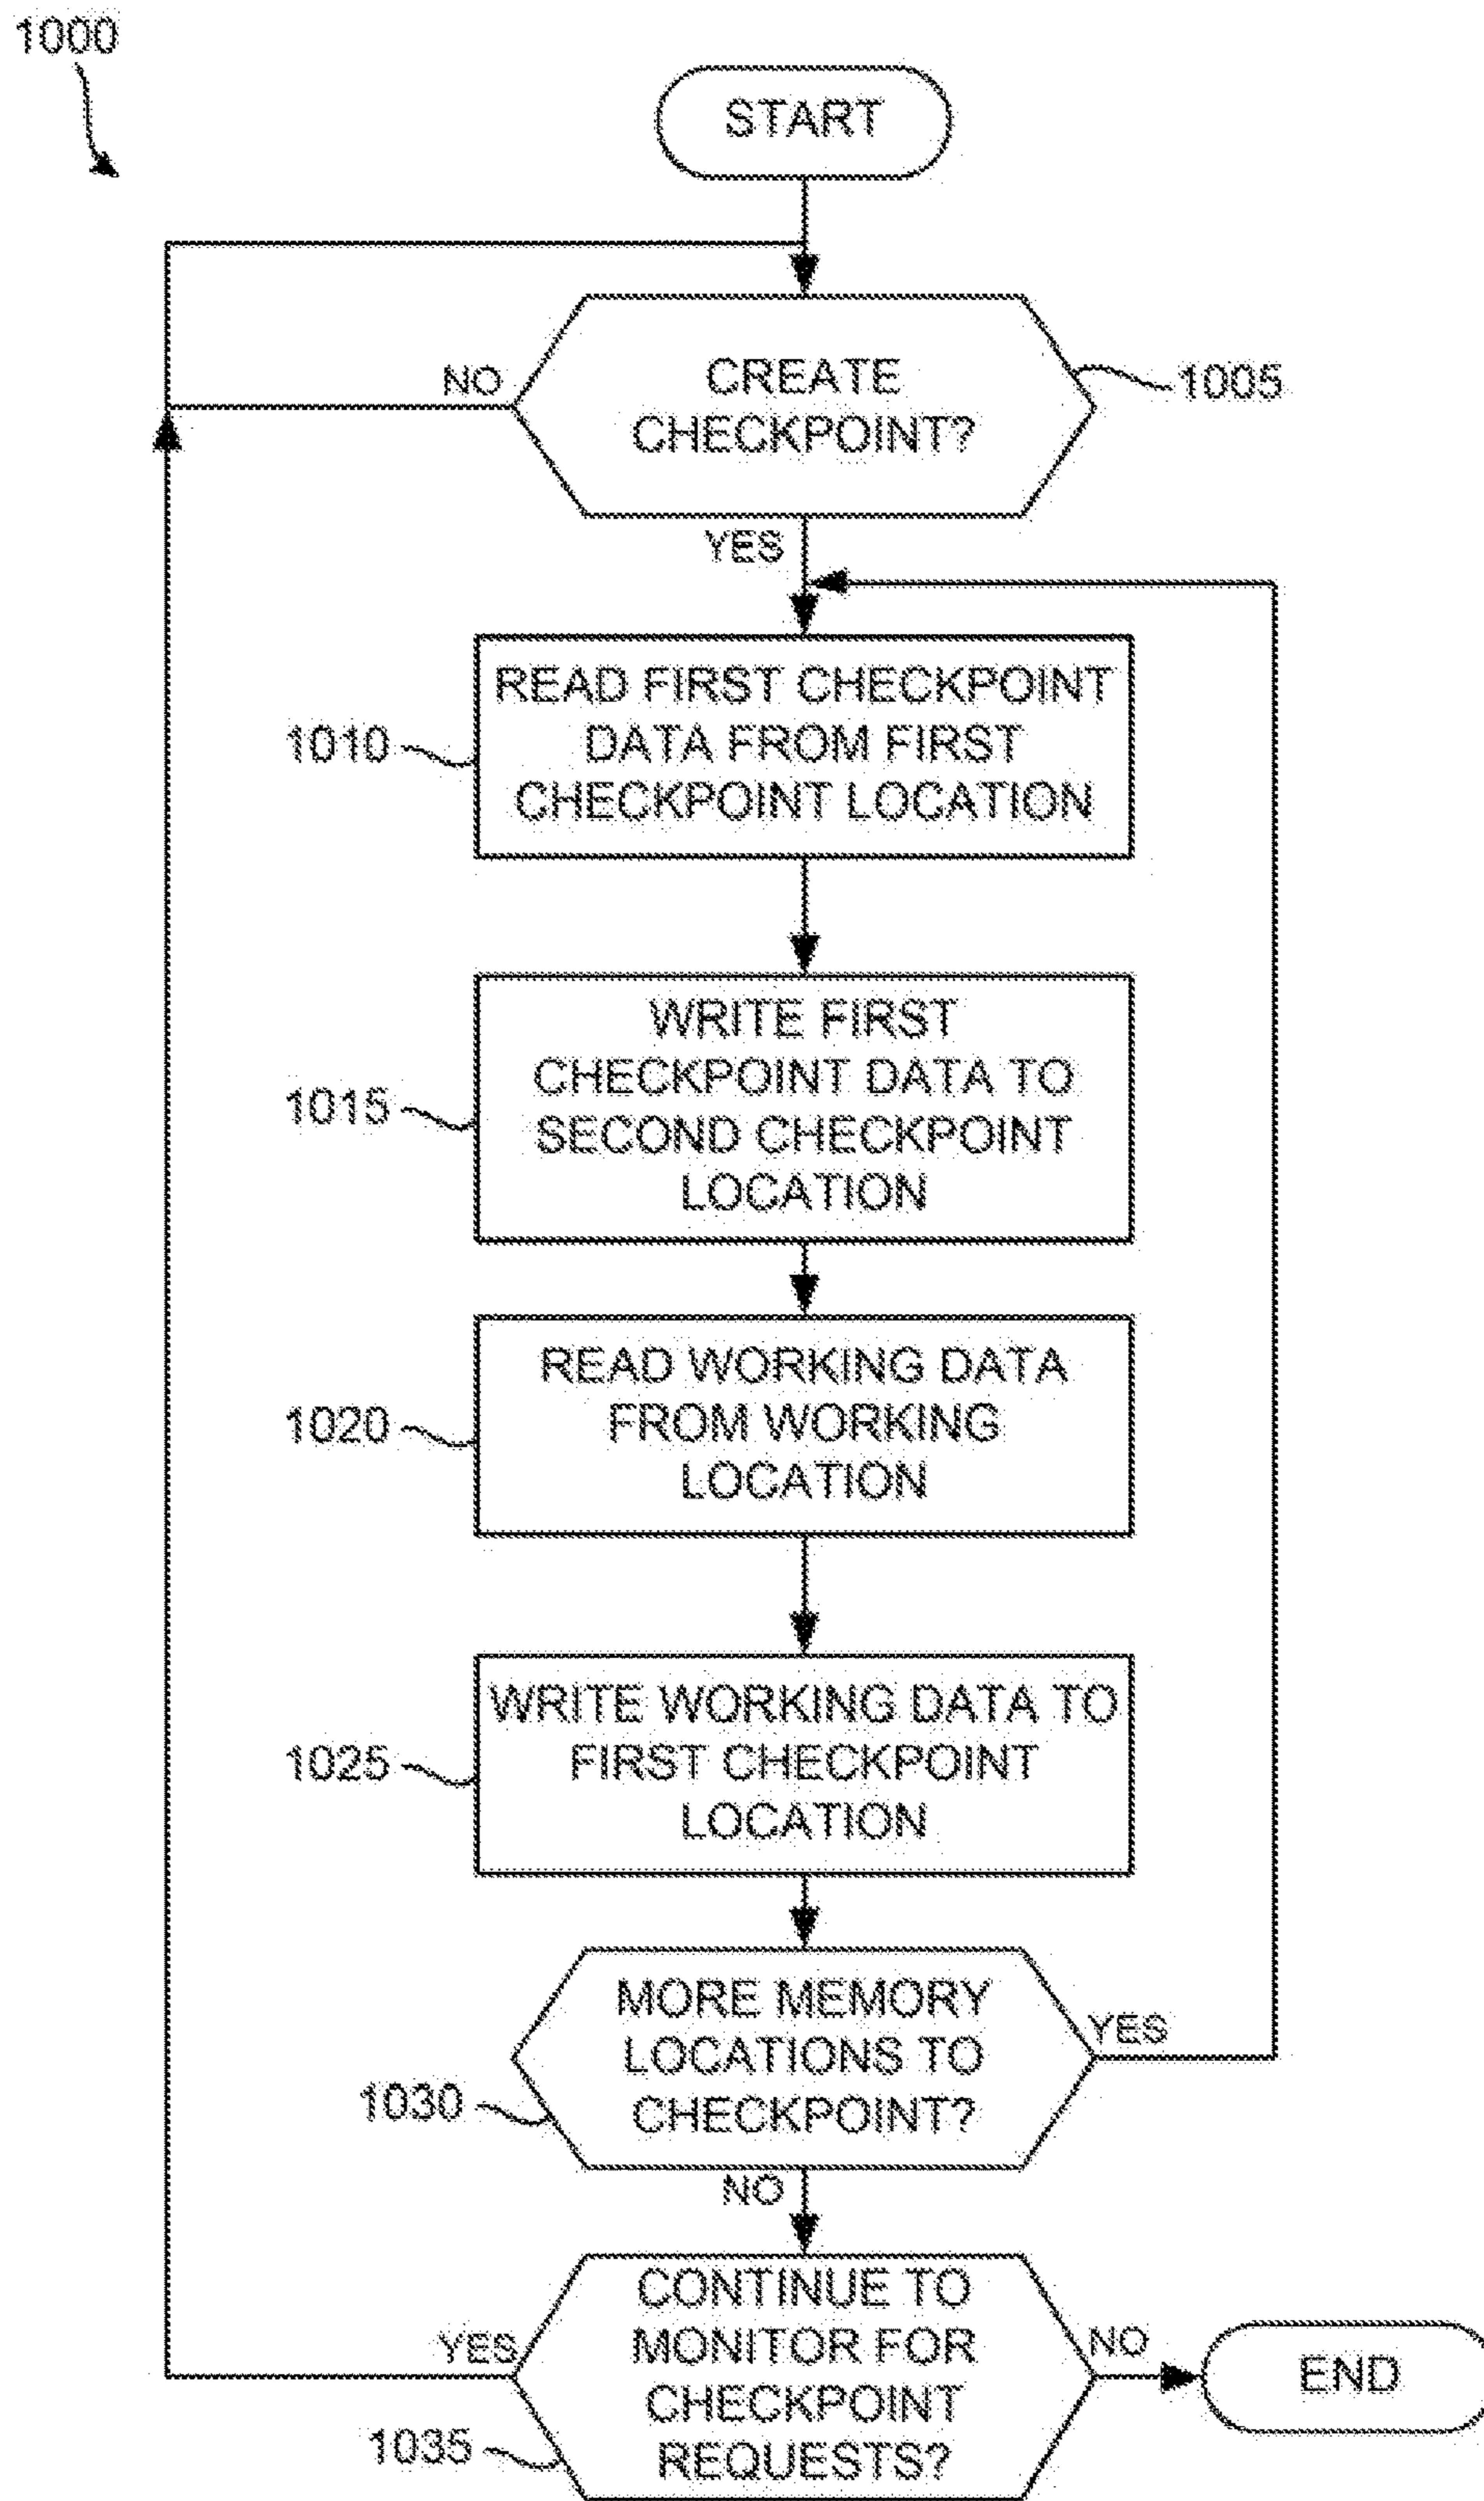 1000
START
NO
CREATE
CHECKPOINT?
1005
YES
READ FIRST CHECKPOINT
DATA FROM FIRST
CHECKPOINT LOCATION
1010
WRITE FIRST
CHECKPOINT DATA TO
SECOND CHECKPOINT
LOCATION
1015
READ WORKING DATA
FROM WORKING
LOCATION
1020
WRITE WORKING DATA TO
FIRST CHECKPOINT
LOCATION
1025
MORE MEMORY
LOCATIONS TO
CHECKPOINT?
YES
1030
NO
CONTINUE TO
MONITOR FOR
CHECKPOINT
REQUESTS?
YES
NO
END
1035